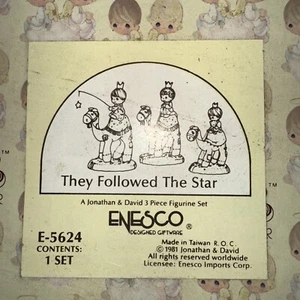 They Followed The Star
A Jonathan & David 3 Piece Figurine Set
ENESCO®
DESIGNED GIFTWARE
E-5624
CONTENTS:
1 SET
Made in Taiwan R.O.C.
© 1981 Jonathan & David
All rights reserved worldwide
Licensee: Enesco Imports Corp.